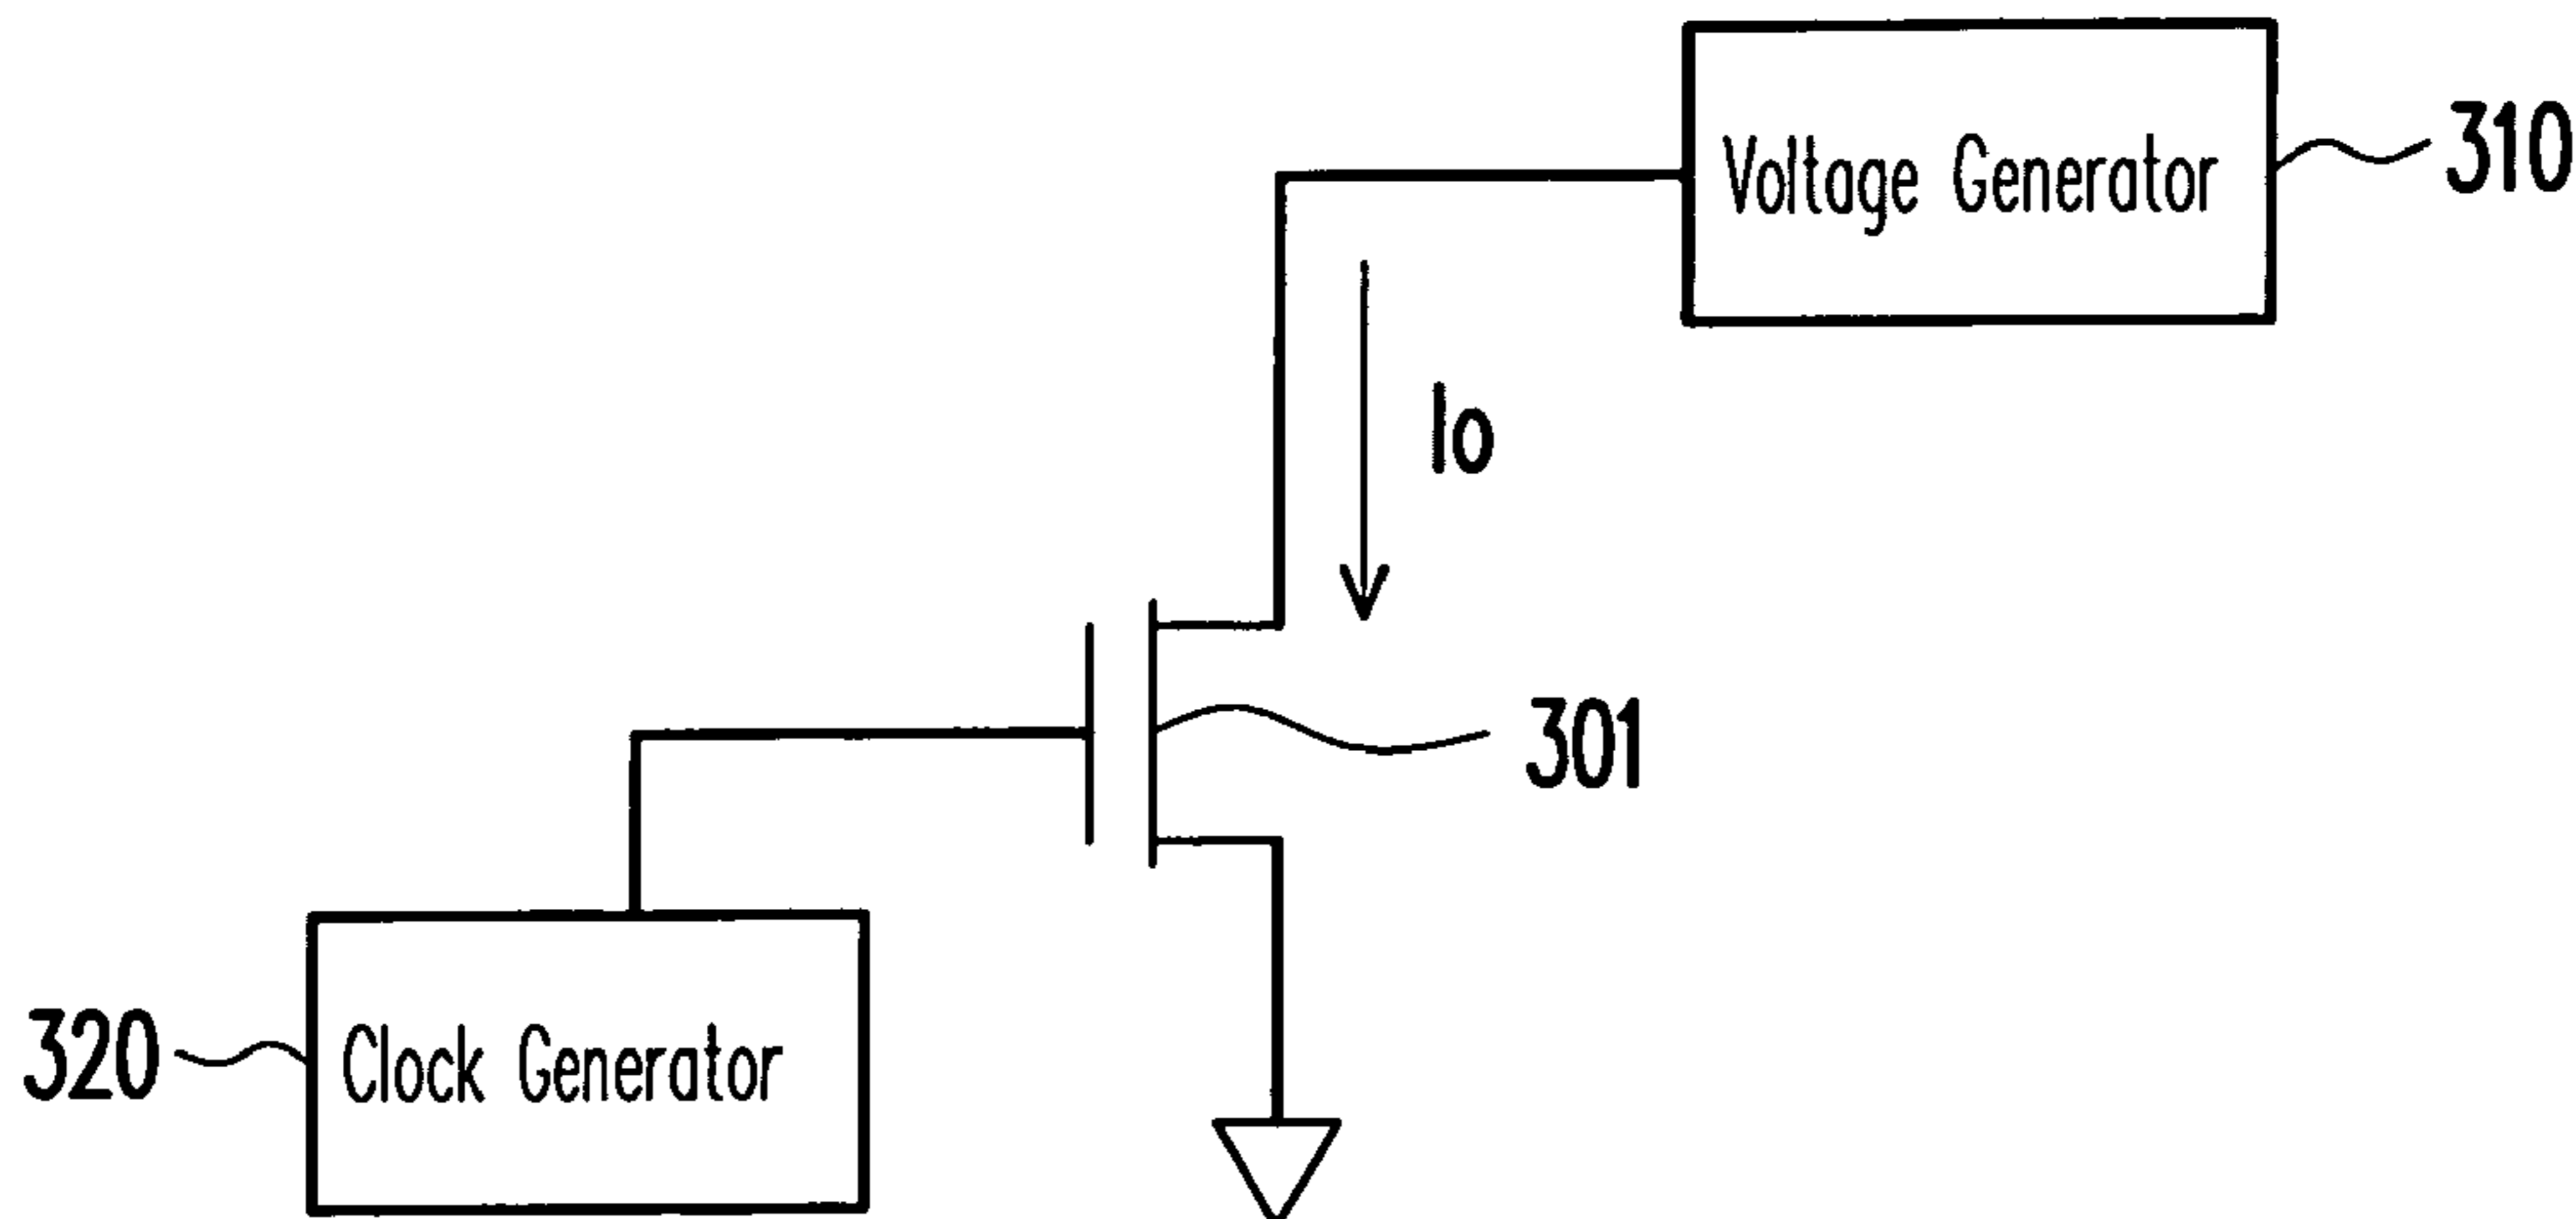 Voltage Generator
310
Io
301
320
Clock Generator